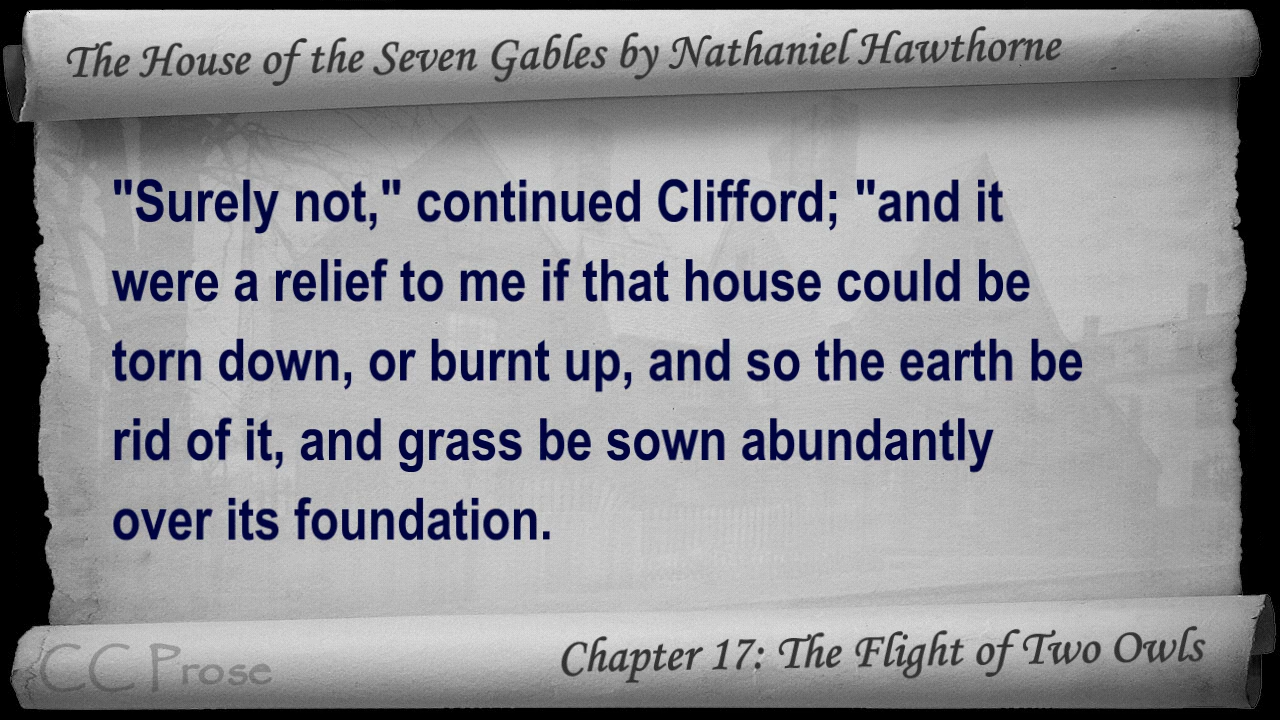 The House of the Seven Gables by Nathaniel Hawthorne
"Surely not," continued Clifford; "and it
were a relief to me if that house could be
torn down, or burnt up, and so the earth be
rid of it, and grass be sown abundantly
over its foundation.
CC Prose
Chapter 17: The Flight of Two Owls